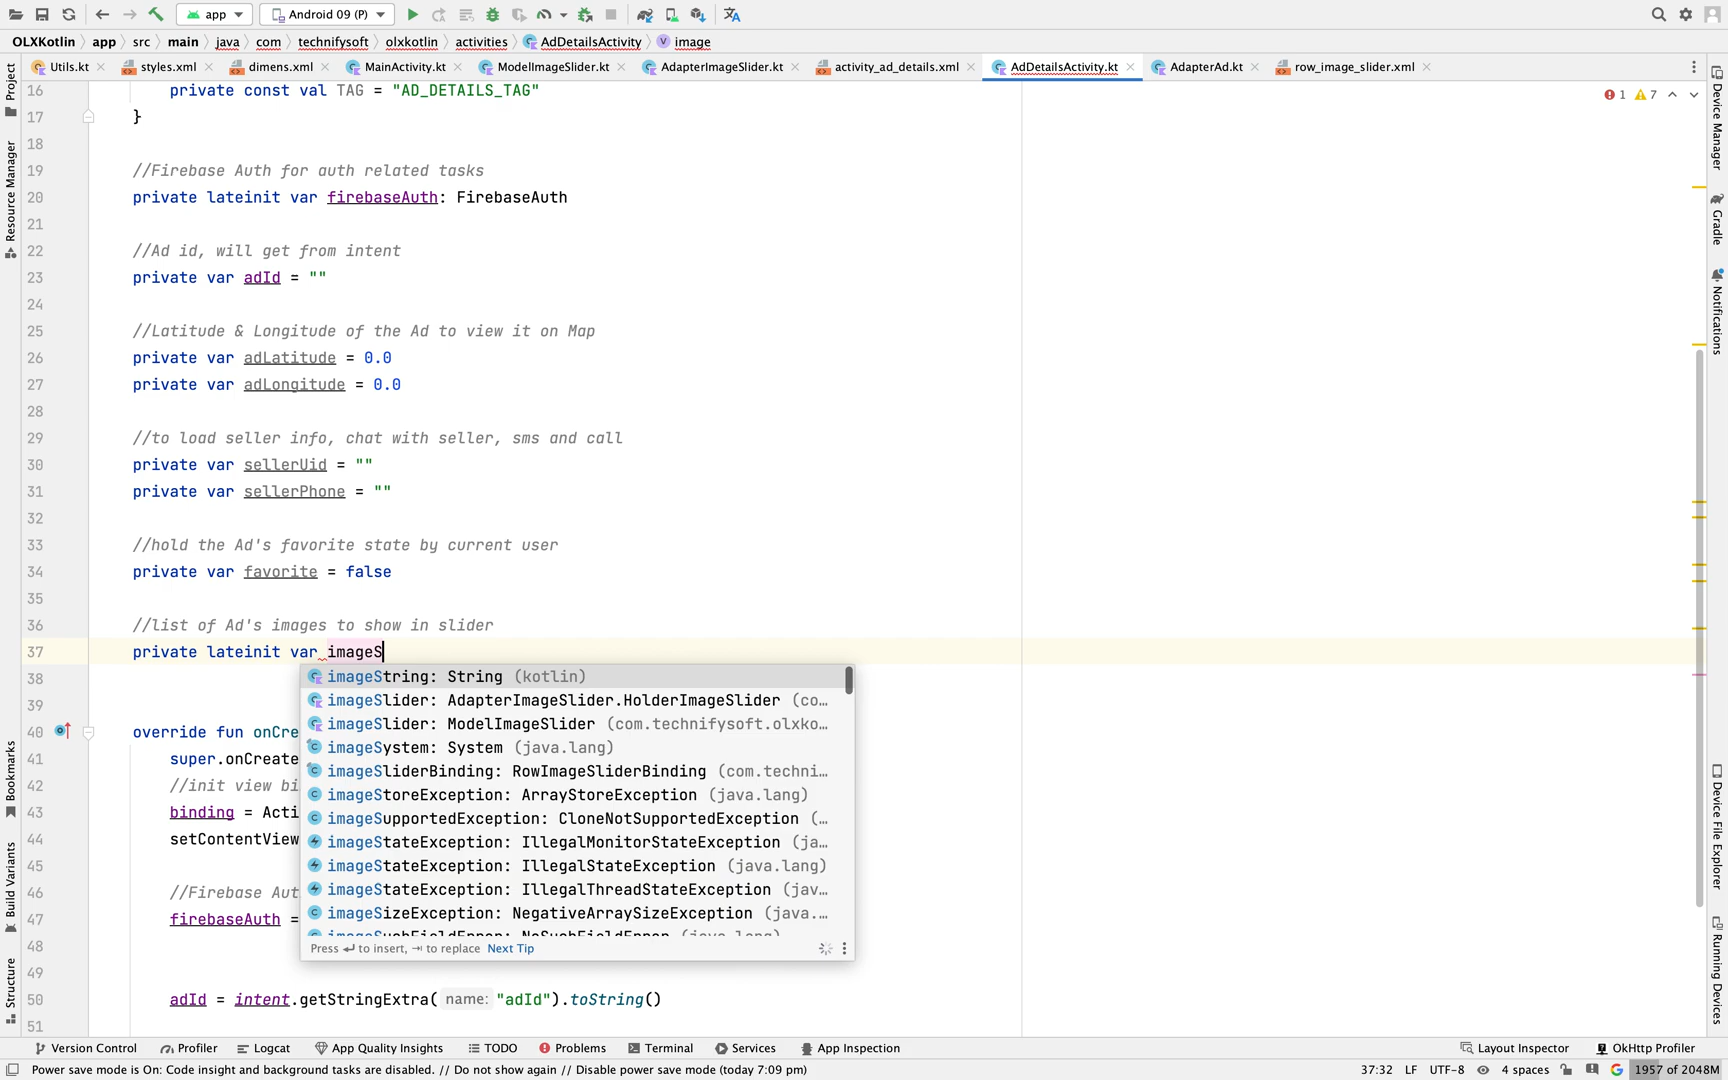 app
Android 09 (P)
OLXKotlin app src main java com technifysoft olxkotlin activities AdDetailsActivity image
Utils.kt styles.xml dimens.xml MainActivity.kt ModelImageSlider.kt AdapterImageSlider.kt activity_ad_details.xml AdDetailsActivity.kt AdapterAd.kt row_image_slider.xml
1 7
16 private const val TAG = "AD_DETAILS_TAG"
17 }
18
19 //Firebase Auth for auth related tasks
20 private lateinit var firebaseAuth: FirebaseAuth
21
22 //Ad id, will get from intent
23 private var adId = ""
24
25 //Latitude & Longitude of the Ad to view it on Map
26 private var adLatitude = 0.0
27 private var adLongitude = 0.0
28
29 //to load seller info, chat with seller, sms and call
30 private var sellerUid = ""
31 private var sellerPhone = ""
32
33 //hold the Ad's favorite state by current user
34 private var favorite = false
35
36 //list of Ad's images to show in slider
37 private lateinit var imageS
38
39
40 override fun onCre
41 super.onCreate
42 //init view bi
43 binding = Acti
44 setContentView
45
46 //Firebase Aut
47 firebaseAuth =
48
49
50 adId = intent.getStringExtra( name: "adId").toString()
51
imageString: String (kotlin)
imageSlider: AdapterImageSlider.HolderImageSlider (co…
imageSlider: ModelImageSlider (com.technifysoft.olxko…
imageSystem: System (java.lang)
imageSliderBinding: RowImageSliderBinding (com.techni…
imageStoreException: ArrayStoreException (java.lang)
imageSupportedException: CloneNotSupportedException (…
imageStateException: IllegalMonitorStateException (ja…
imageStateException: IllegalStateException (java.lang)
imageStateException: IllegalThreadStateException (jav…
imageSizeException: NegativeArraySizeException (java.…
Press ↵ to insert, ⇥ to replace Next Tip
Project
Resource Manager
Bookmarks
Build Variants
Structure
Device Manager
Gradle
Notifications
Device File Explorer
Running Devices
Version Control Profiler Logcat App Quality Insights TODO Problems Terminal Services App Inspection Layout Inspector OkHttp Profiler
Power save mode is On: Code insight and background tasks are disabled. // Do not show again // Disable power save mode (today 7:09 pm) 37:32 LF UTF-8 4 spaces 1957 of 2048M